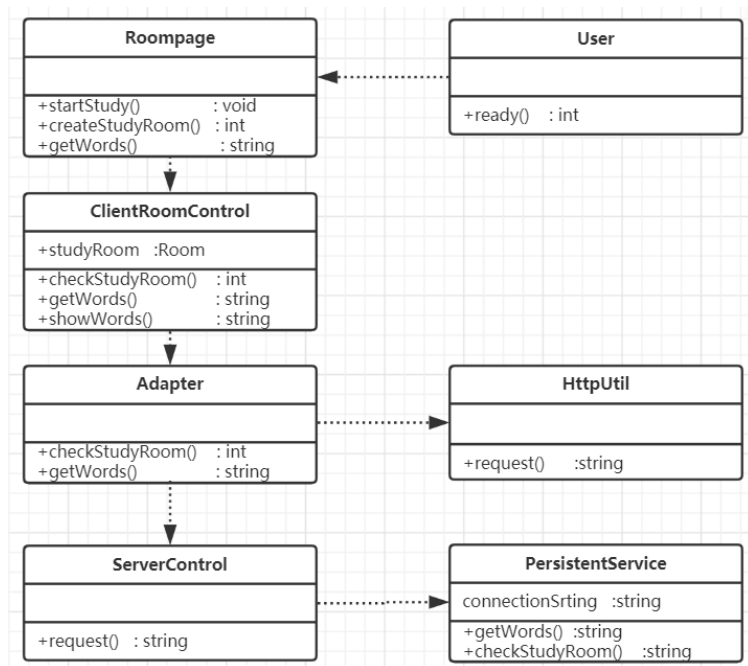 Roompage
+startStudy() : void
+createStudyRoom() : int
+getWords() : string
User
+ready() : int
ClientRoomControl
+studyRoom :Room
+checkStudyRoom() : int
+getWords() : string
+showWords() : string
Adapter
+checkStudyRoom() : int
+getWords() : string
HttpUtil
+request() :string
ServerControl
+request() : string
PersistentService
connectionSrting :string
+getWords() :string
+checkStudyRoom() :string